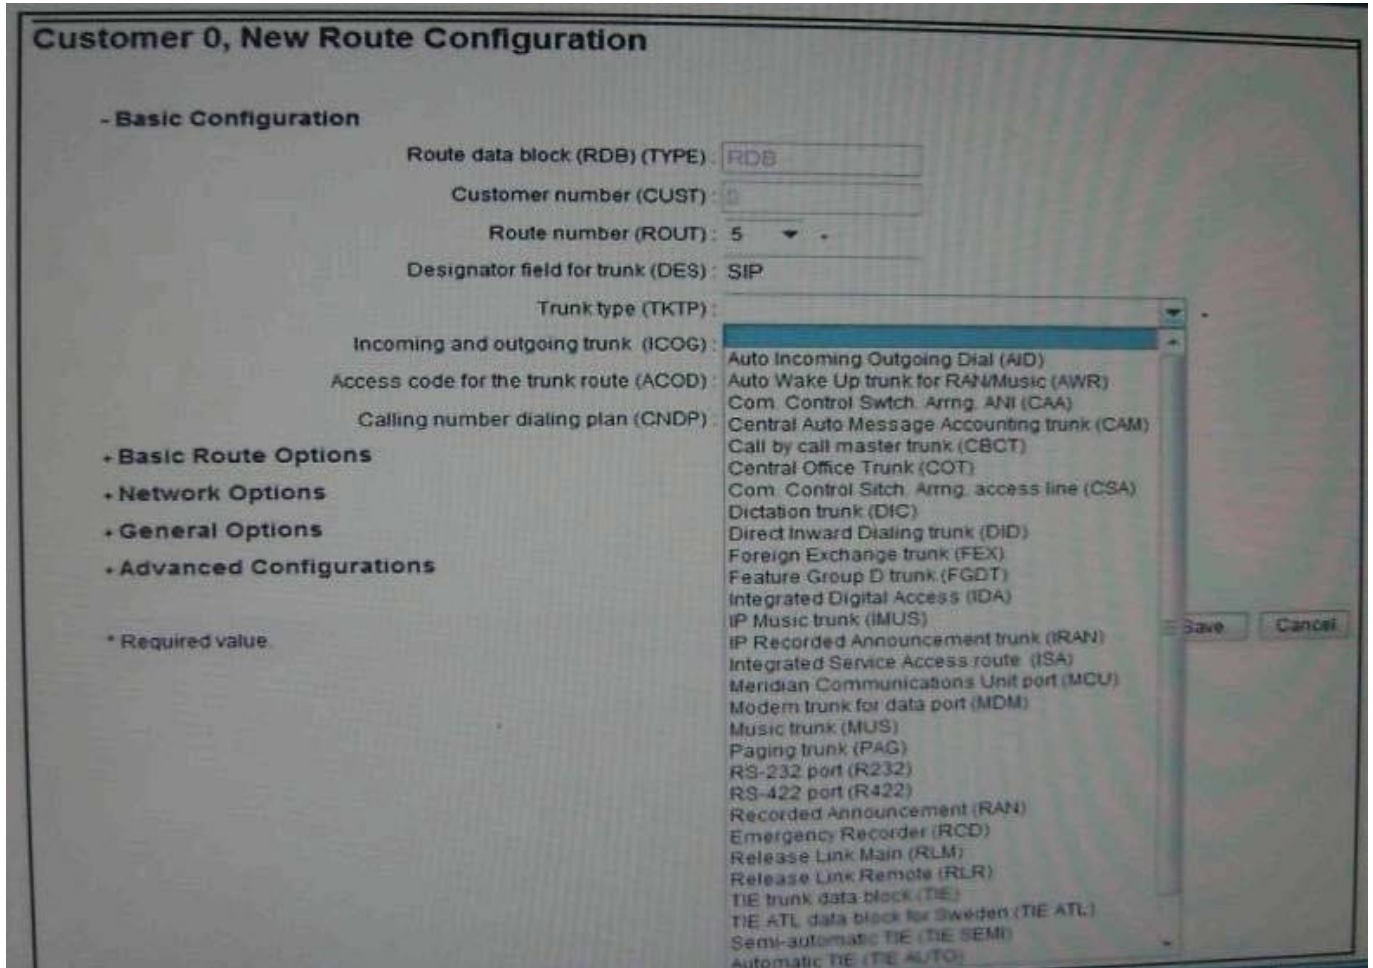 Customer 0, New Route Configuration
- Basic Configuration
Route data block (RDB) (TYPE) : RDB
Customer number (CUST) : 0
Route number (ROUT) : 5
Designator field for trunk (DES) : SIP
Trunk type (TKTP) : *
Incoming and outgoing trunk (ICOG) :
Access code for the trunk route (ACOD) :
Calling number dialing plan (CNDP) :
+ Basic Route Options
+ Network Options
+ General Options
+ Advanced Configurations
* Required value.
Auto Incoming Outgoing Dial (AID)
Auto Wake Up trunk for RAN/Music (AWR)
Com. Control Swtch. Arrng. ANI (CAA)
Central Auto Message Accounting trunk (CAM)
Call by call master trunk (CBCT)
Central Office Trunk (COT)
Com. Control Sitch. Arrng. access line (CSA)
Dictation trunk (DIC)
Direct Inward Dialing trunk (DID)
Foreign Exchange trunk (FEX)
Feature Group D trunk (FGDT)
Integrated Digital Access (IDA)
IP Music trunk (IMUS)
IP Recorded Announcement trunk (IRAN)
Integrated Service Access route (ISA)
Meridian Communications Unit port (MCU)
Modem trunk for data port (MDM)
Music trunk (MUS)
Paging trunk (PAG)
RS-232 port (R232)
RS-422 port (R422)
Recorded Announcement (RAN)
Emergency Recorder (RCD)
Release Link Main (RLM)
Release Link Remote (RLR)
TIE trunk data block (TIE)
TIE ATL data block for Sweden (TIE ATL)
Semi-automatic TIE (TIE SEMI)
Automatic TIE (TIE AUTO)
Save Cancel